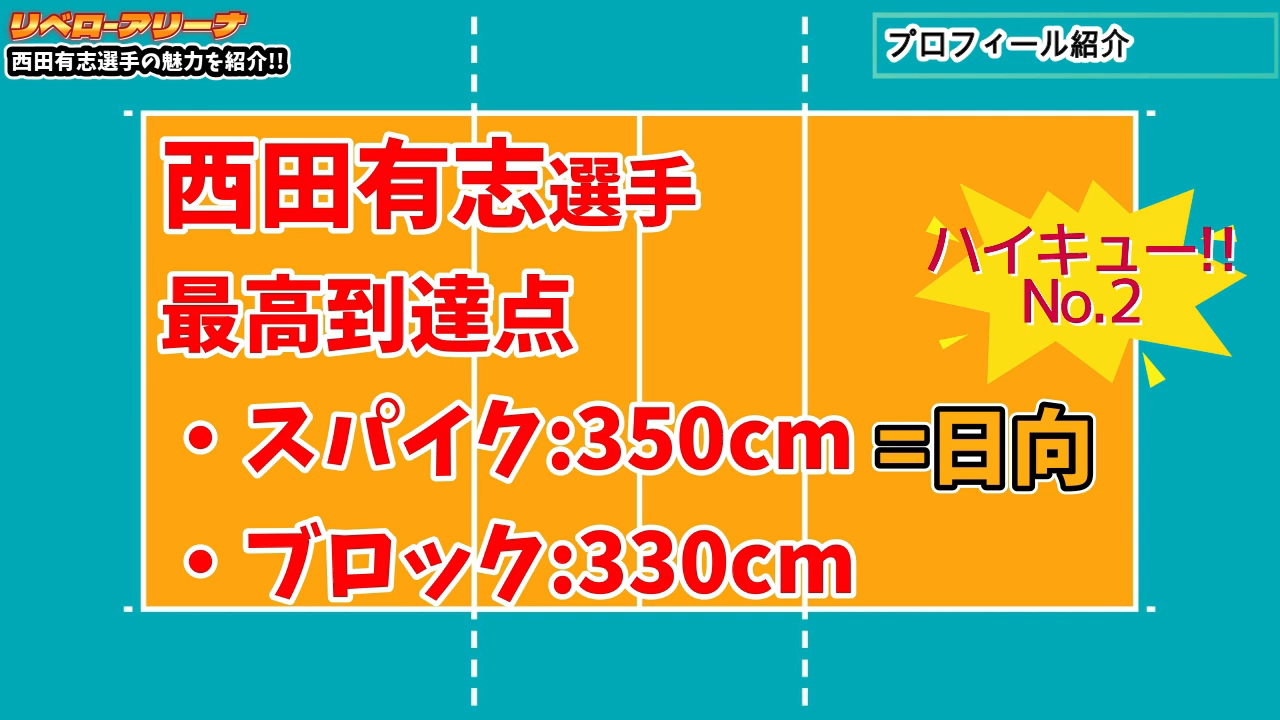 リベローアリーナ
西田有志選手の魅力を紹介!!
プロフィール紹介
西田有志選手
ハイキュー!!
No.2
最高到達点
・スパイク:350cm =日向
・ブロック:330cm